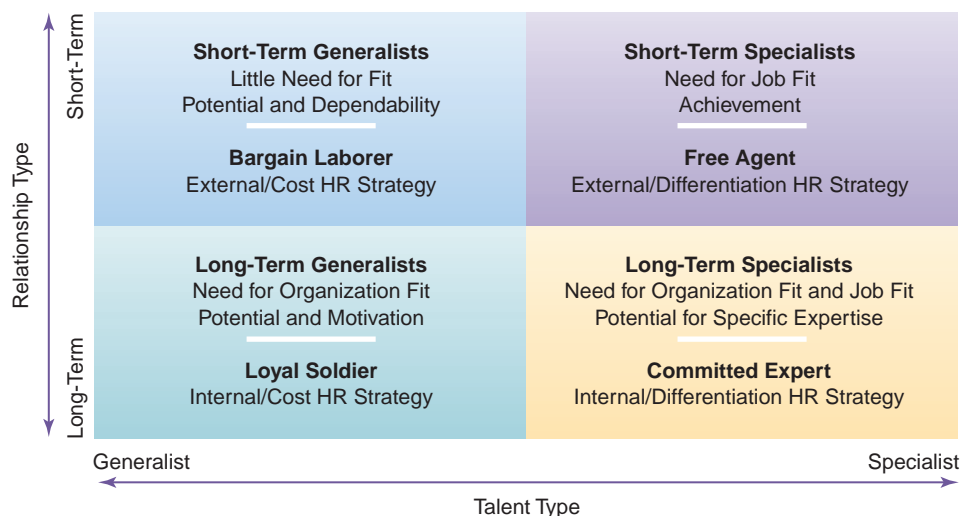 Relationship Type
Short-Term
Long-Term
Short-Term Generalists
Little Need for Fit
Potential and Dependability
Bargain Laborer
External/Cost HR Strategy
Short-Term Specialists
Need for Job Fit
Achievement
Free Agent
External/Differentiation HR Strategy
Long-Term Generalists
Need for Organization Fit
Potential and Motivation
Loyal Soldier
Internal/Cost HR Strategy
Long-Term Specialists
Need for Organization Fit and Job Fit
Potential for Specific Expertise
Committed Expert
Internal/Differentiation HR Strategy
Generalist
Specialist
Talent Type